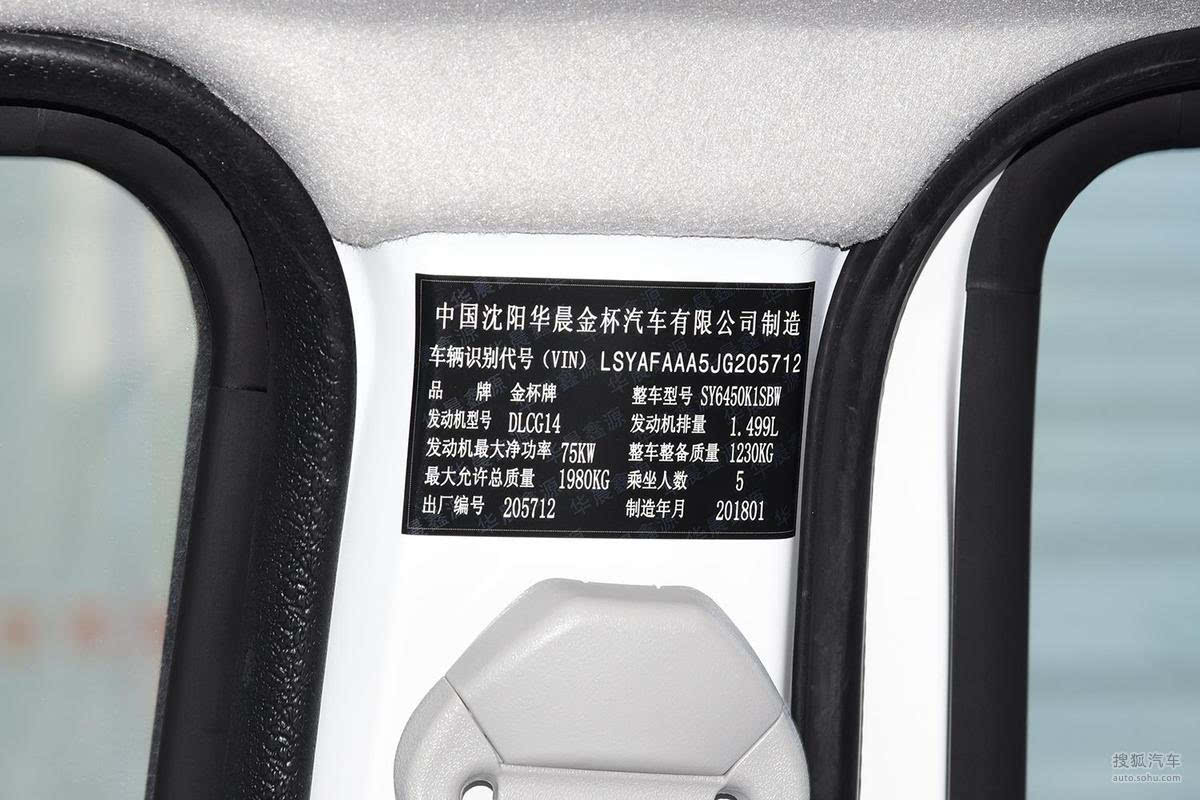 中国沈阳华晨金杯汽车有限公司制造
车辆识别代号（VIN） LSYAFAAA5JG205712
品 牌 金杯牌 整车型号 SY6450K1SBW
发动机型号 DLCG14 发动机排量 1.499L
发动机最大净功率 75KW 整车整备质量 1230KG
最大允许总质量 1980KG 乘坐人数 5
出厂编号 205712 制造年月 201801
搜狐汽车
auto.sohu.com